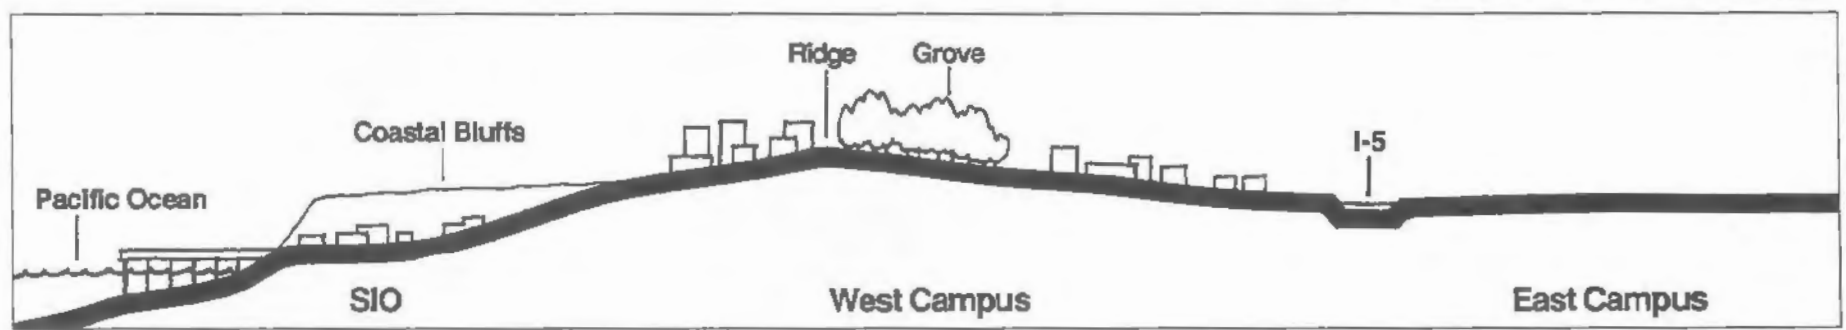 Ridge
Grove
Coastal Bluffs
I-5
Pacific Ocean
SIO
West Campus
East Campus